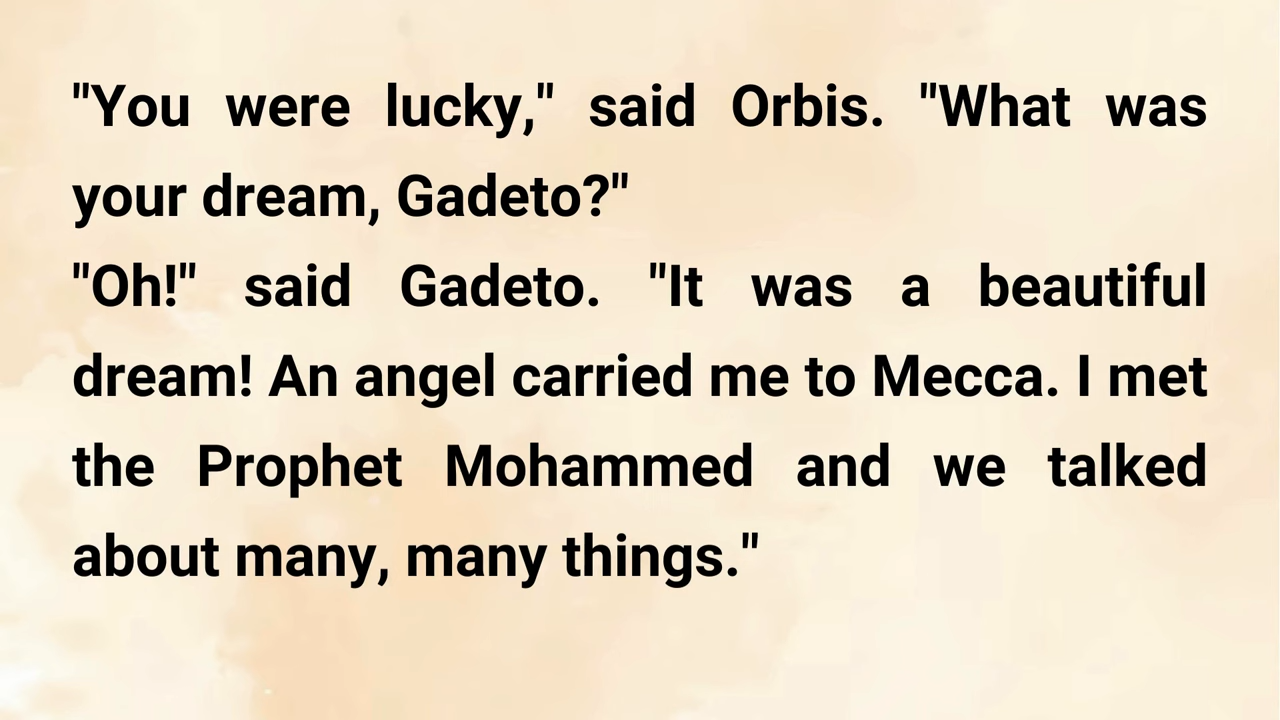 "You were lucky," said Orbis. "What was
your dream, Gadeto?"
"Oh!" said Gadeto. "It was a beautiful
dream! An angel carried me to Mecca. I met
the Prophet Mohammed and we talked
about many, many things."